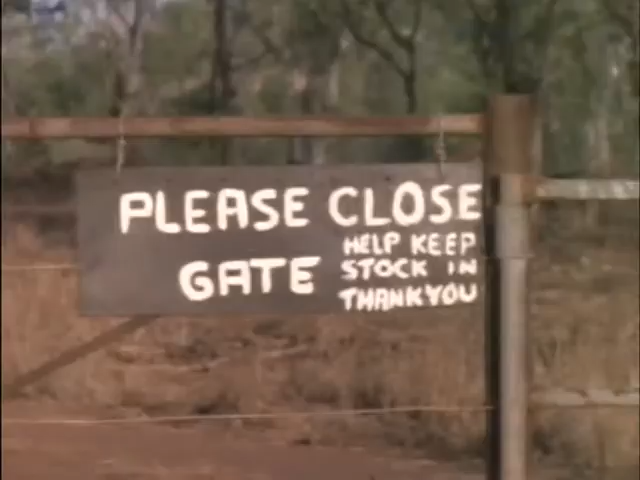 PLEASE CLOSE
GATE
HELP KEEP
STOCK IN
THANKYOU